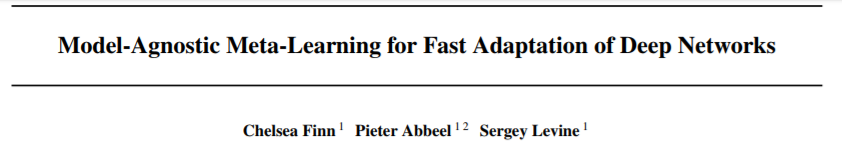 Model-Agnostic Meta-Learning for Fast Adaptation of Deep Networks
Chelsea Finn 1 Pieter Abbeel 1 2 Sergey Levine 1